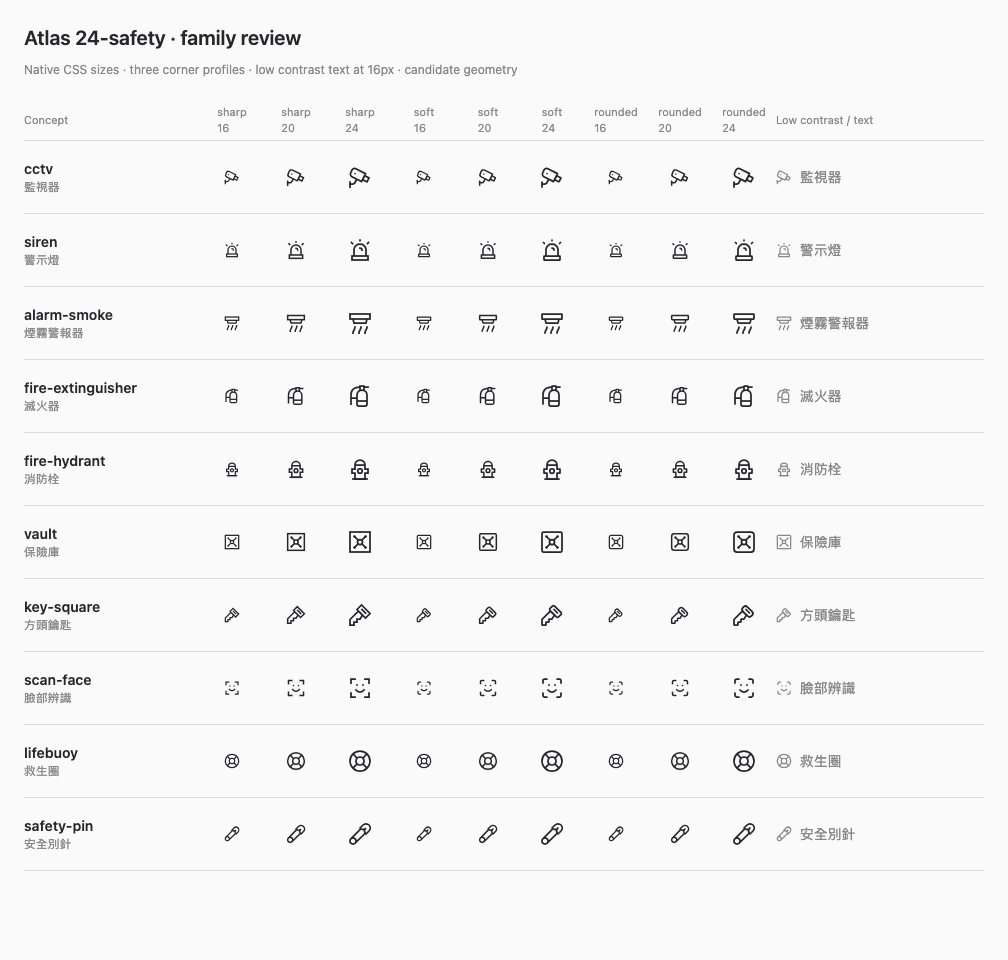 Atlas 24-safety · family review
Native CSS sizes · three corner profiles · low contrast text at 16px · candidate geometry
Concept sharp 16 sharp 20 sharp 24 soft 16 soft 20 soft 24 rounded 16 rounded 20 rounded 24 Low contrast / text
cctv
監視器
監視器
siren
警示燈
警示燈
alarm-smoke
煙霧警報器
煙霧警報器
fire-extinguisher
滅火器
滅火器
fire-hydrant
消防栓
消防栓
vault
保險庫
保險庫
key-square
方頭鑰匙
方頭鑰匙
scan-face
臉部辨識
臉部辨識
lifebuoy
救生圈
救生圈
safety-pin
安全別針
安全別針